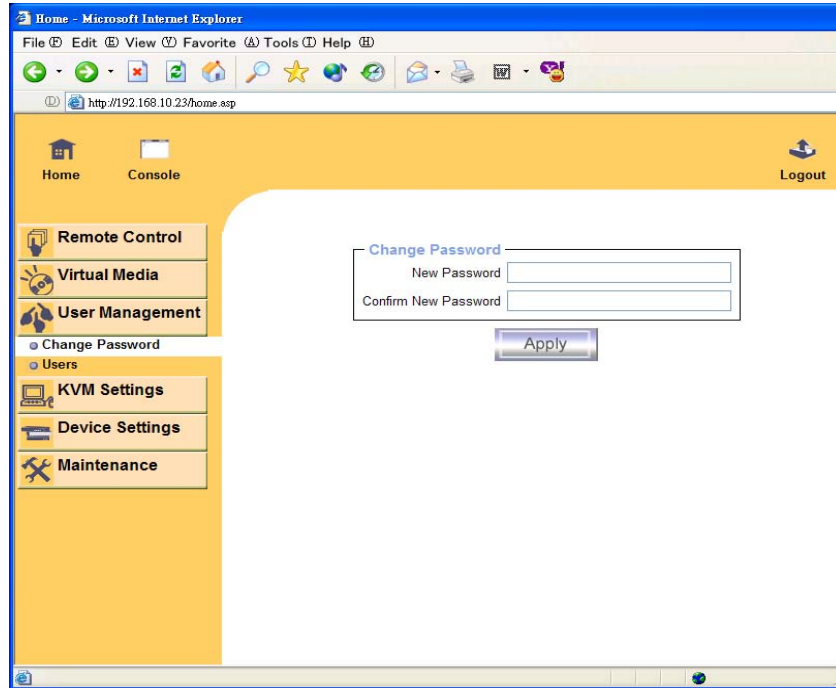 Home - Microsoft Internet Explorer
File (F) Edit (E) View (V) Favorite (A) Tools (T) Help (H)
(D) http://192.168.10.23/home.asp
Home Console Logout
Remote Control
Virtual Media
User Management
Change Password
Users
KVM Settings
Device Settings
Maintenance
Change Password
New Password
Confirm New Password
Apply